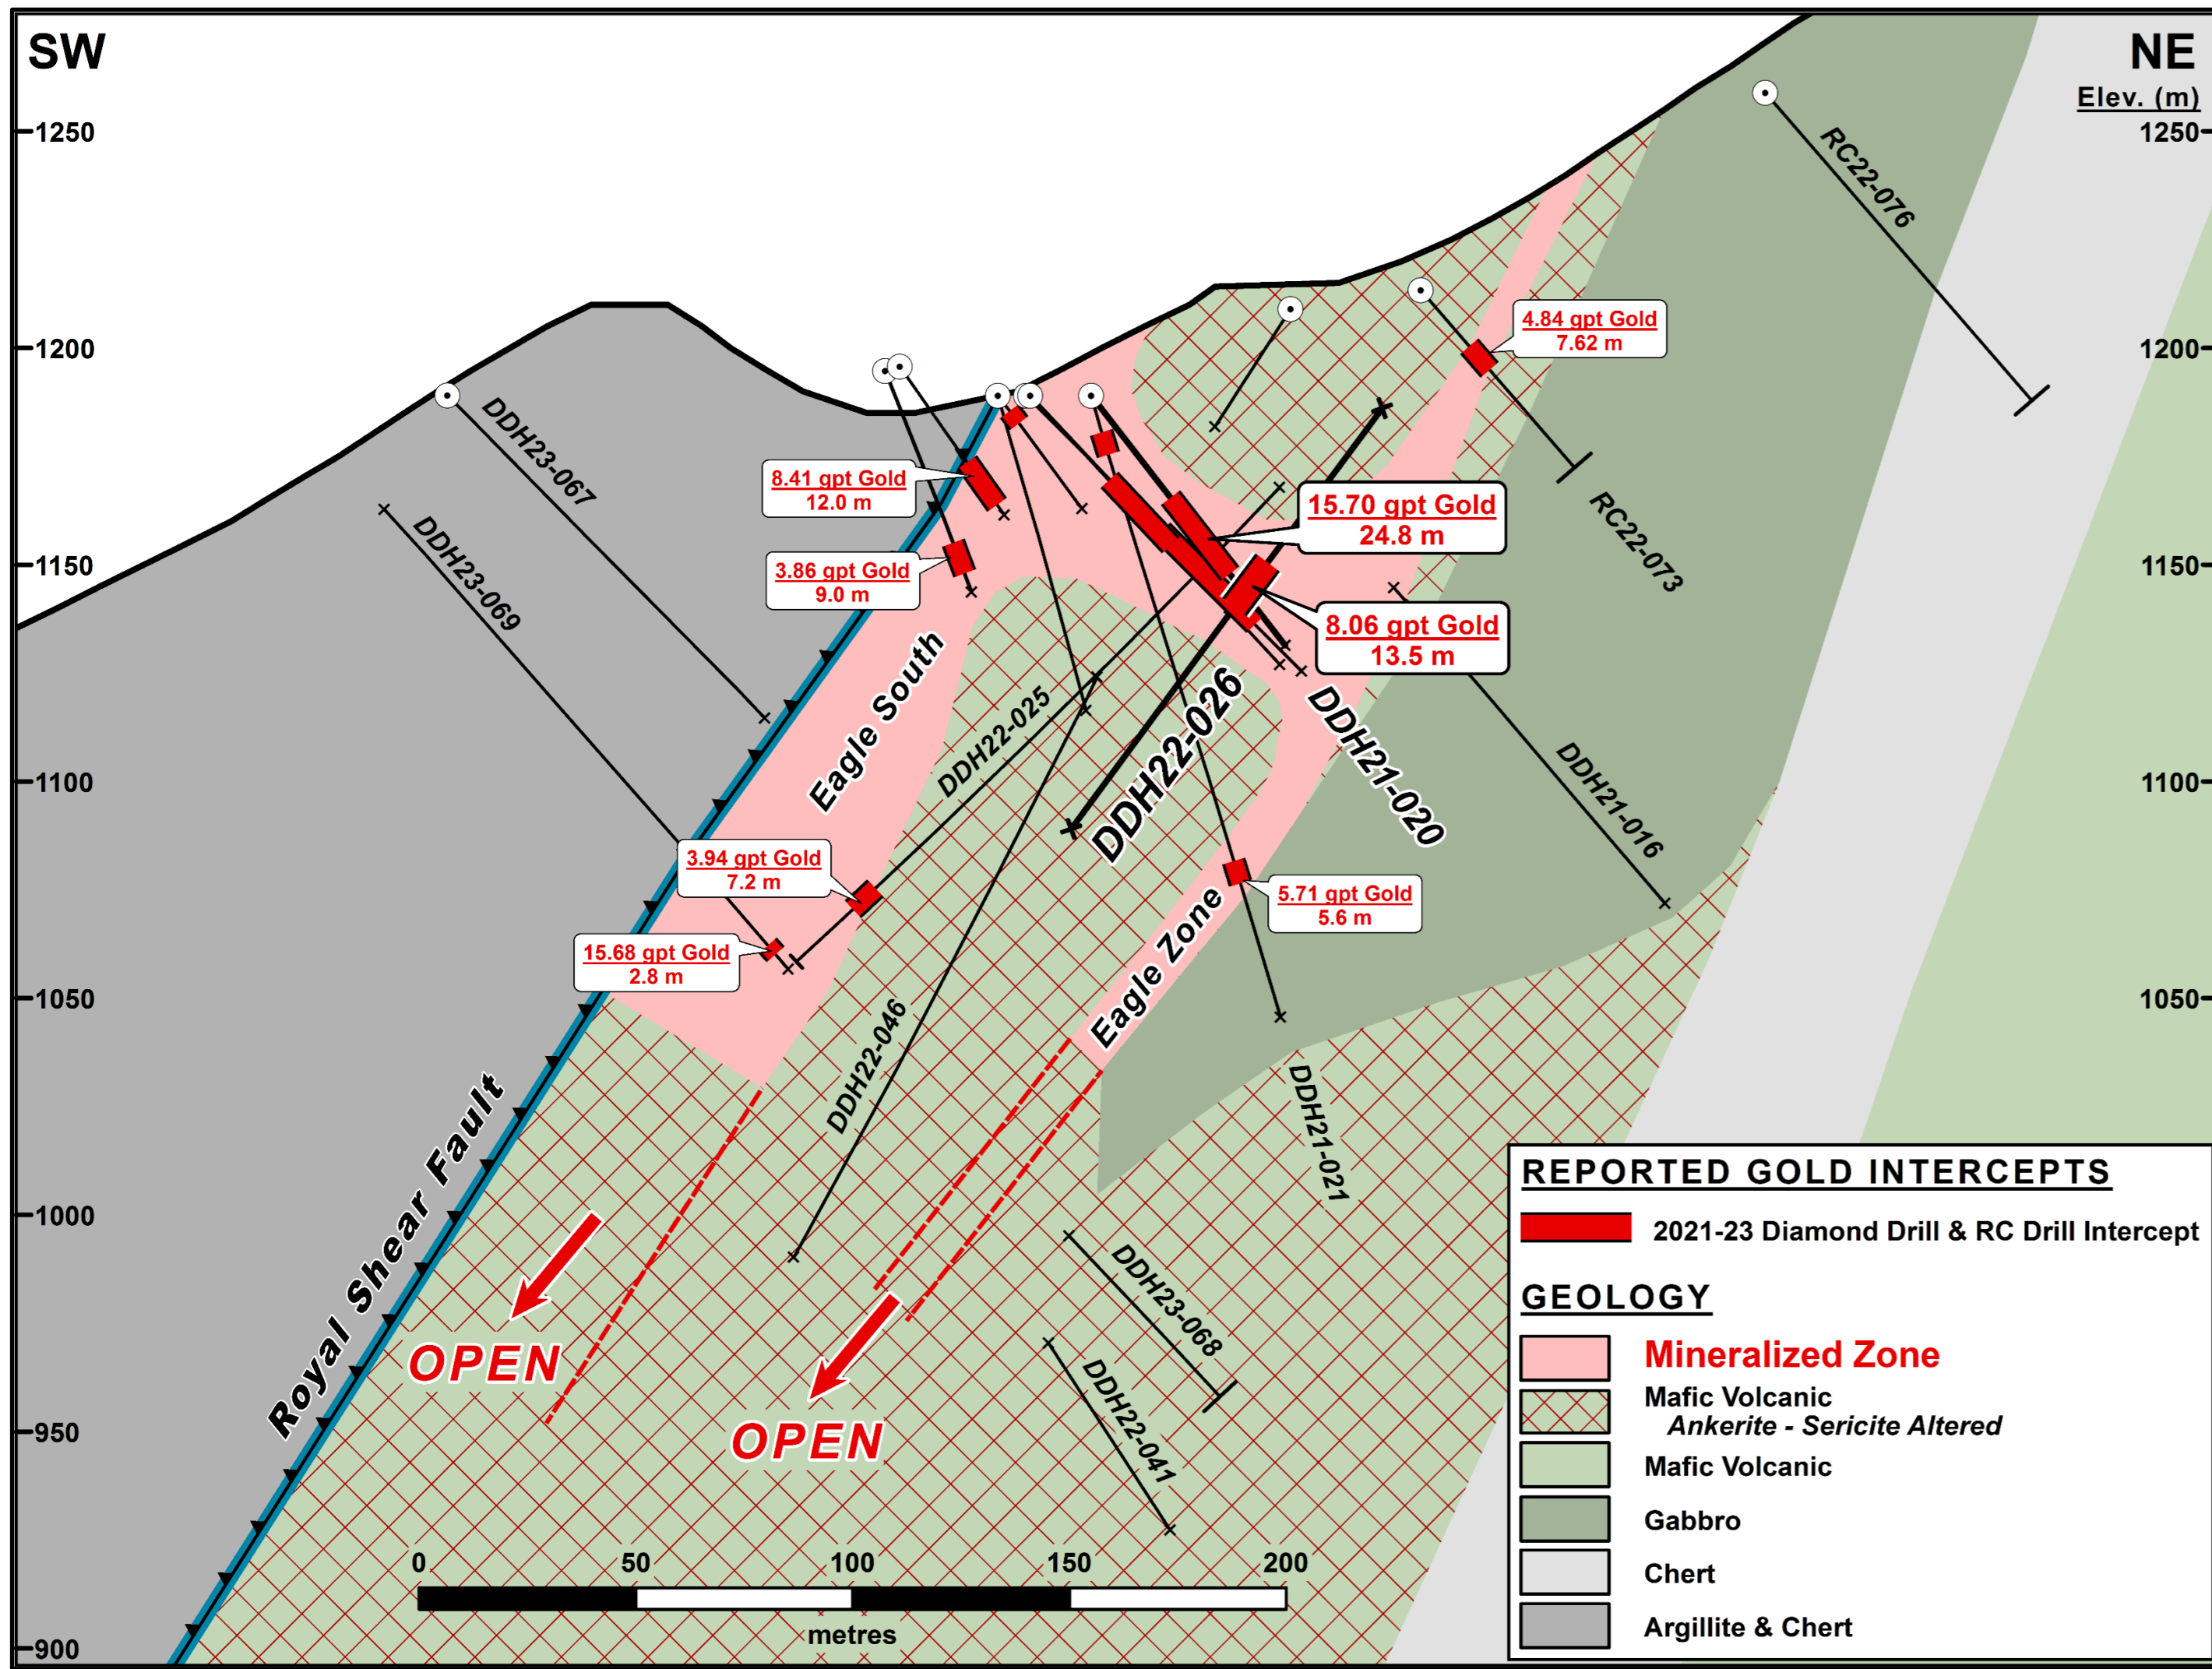 SW
NE
Elev. (m)
1250
1250
1200
1200
1150
1150
1100
1100
1050
1050
1000
950
900
RC22-076
DDH23-067
DDH23-069
4.84 gpt Gold
7.62 m
8.41 gpt Gold
12.0 m
15.70 gpt Gold
24.8 m
RC22-073
3.86 gpt Gold
9.0 m
8.06 gpt Gold
13.5 m
Eagle South
DDH22-025
DDH22-026
DDH21-020
DDH21-016
3.94 gpt Gold
7.2 m
5.71 gpt Gold
5.6 m
15.68 gpt Gold
2.8 m
Eagle Zone
DDH22-046
DDH21-021
Royal Shear Fault
OPEN
OPEN
DDH23-068
DDH22-041
0 50 100 150 200
metres
REPORTED GOLD INTERCEPTS
2021-23 Diamond Drill & RC Drill Intercept
GEOLOGY
Mineralized Zone
Mafic Volcanic
Ankerite - Sericite Altered
Mafic Volcanic
Gabbro
Chert
Argillite & Chert